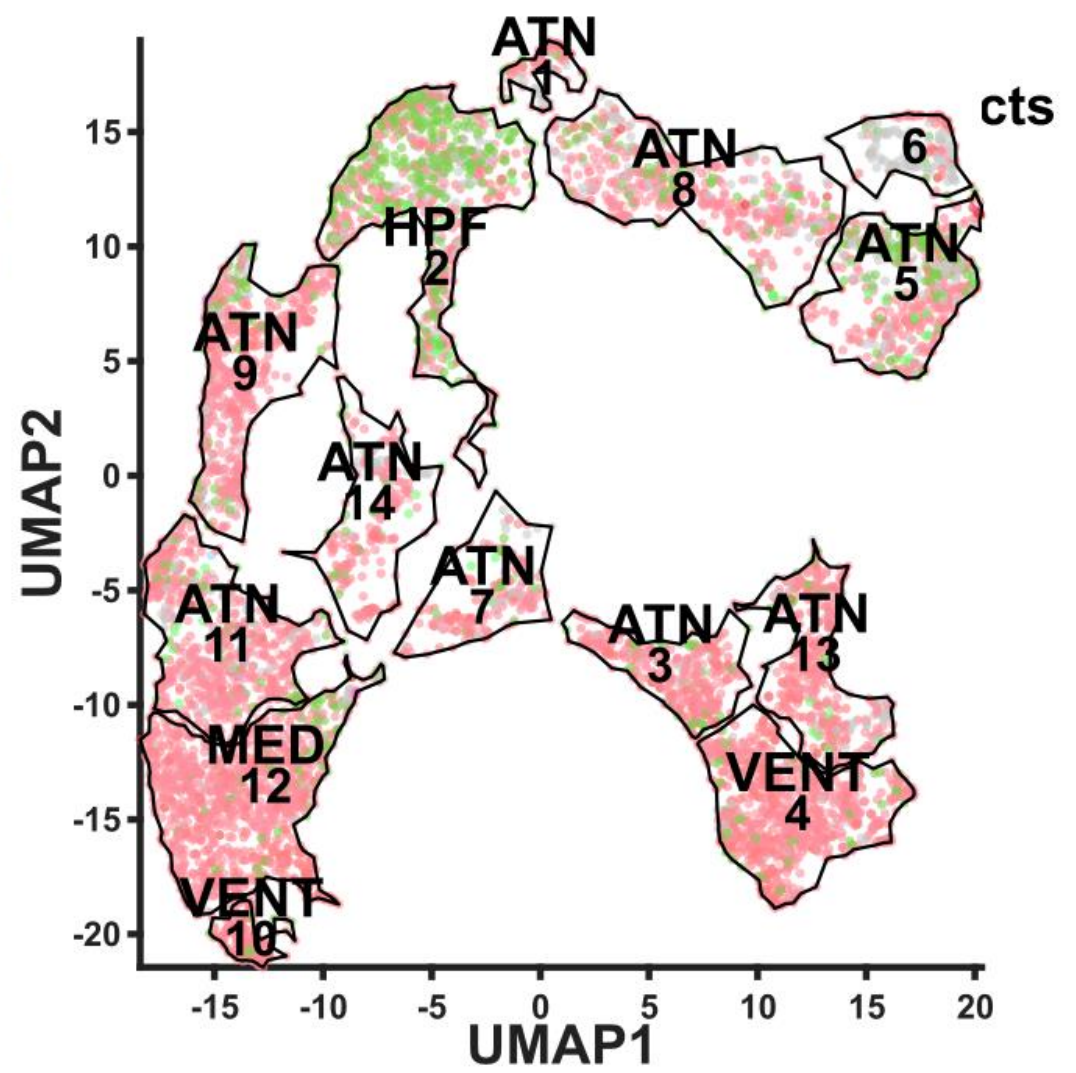 ATN
1
cts
15
ATN
8
6
HPF
2
10
ATN
5
ATN
9
5
UMAP2
0
ATN
14
-5
ATN
7
ATN
11
ATN
3
ATN
13
-10
MED
12
VENT
4
-15
VENT
10
-20
-15 -10 -5 0 5 10 15 20
UMAP1